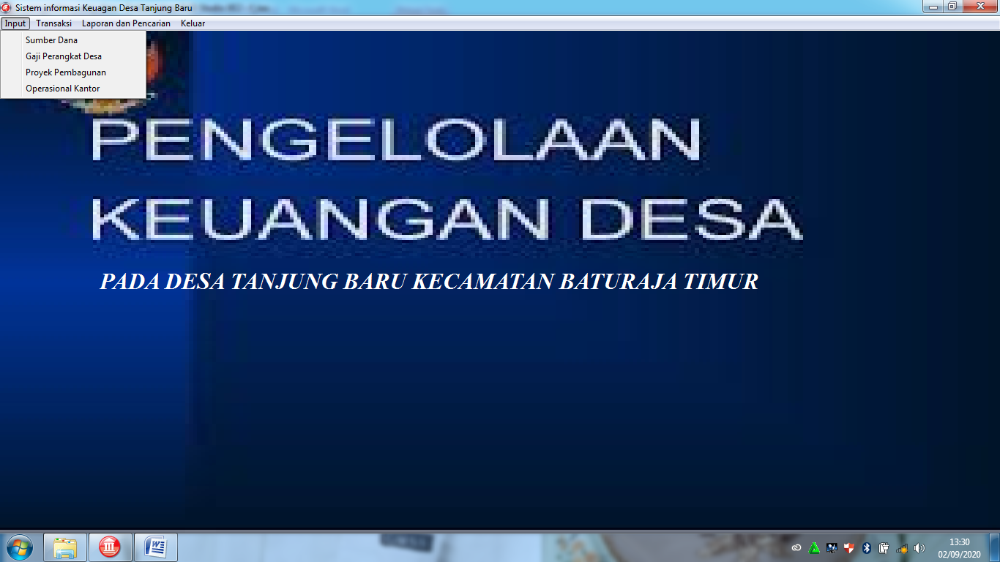 Sistem informasi Keuagan Desa Tanjung Baru
Input Transaksi Laporan dan Pencarian Keluar
Sumber Dana
Gaji Perangkat Desa
Proyek Pembagunan
Operasional Kantor
PENGELOLAAN
KEUANGAN DESA
PADA DESA TANJUNG BARU KECAMATAN BATURAJA TIMUR
13:30
02/09/2020